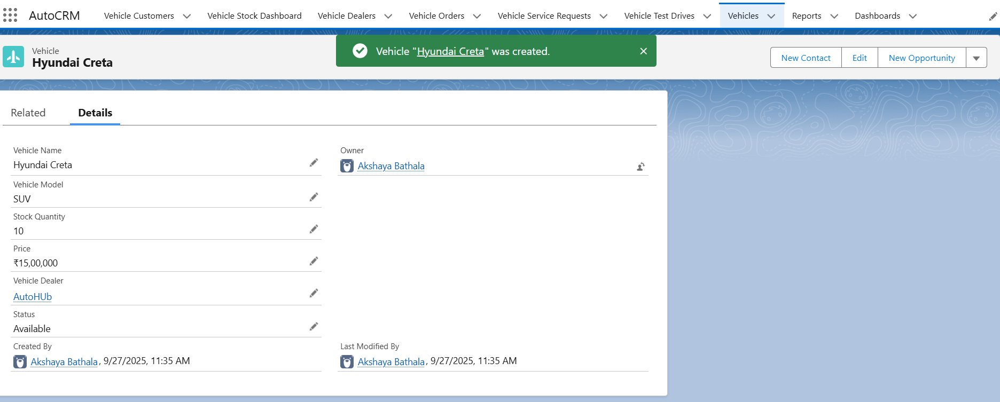 AutoCRM Vehicle Customers Vehicle Stock Dashboard Vehicle Dealers Vehicle Orders Vehicle Service Requests Vehicle Test Drives Vehicles Reports Dashboards
Vehicle
Hyundai Creta
Vehicle "Hyundai Creta" was created.
New Contact Edit New Opportunity
Related Details
Vehicle Name
Hyundai Creta
Owner
Akshaya Bathala
Vehicle Model
SUV
Stock Quantity
10
Price
₹15,00,000
Vehicle Dealer
AutoHUb
Status
Available
Created By
Akshaya Bathala, 9/27/2025, 11:35 AM
Last Modified By
Akshaya Bathala, 9/27/2025, 11:35 AM